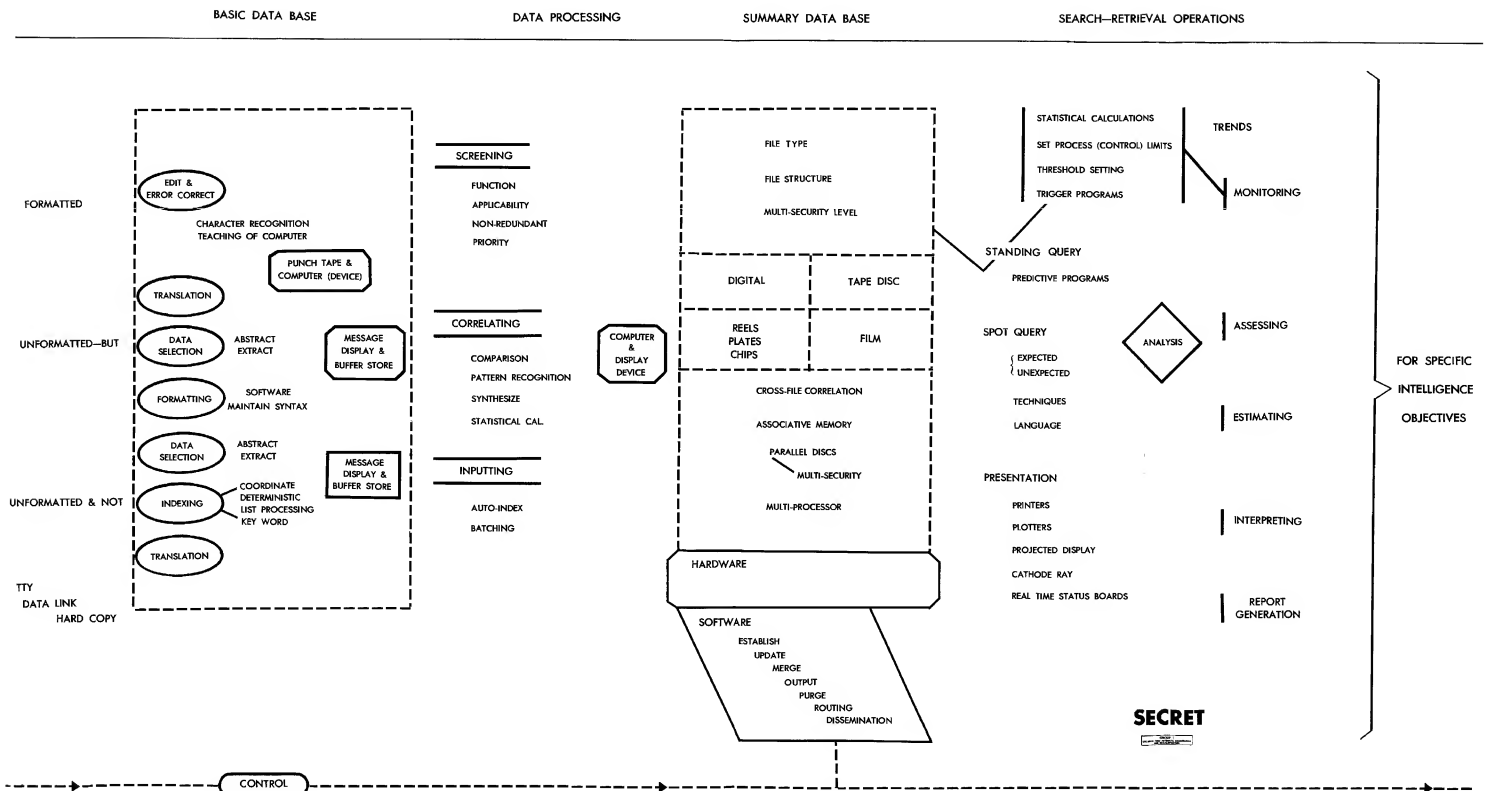 BASIC DATA BASE
DATA PROCESSING
SUMMARY DATA BASE
SEARCH—RETRIEVAL OPERATIONS
FORMATTED
UNFORMATTED—BUT
UNFORMATTED & NOT
TTY
DATA LINK
HARD COPY
EDIT &
ERROR CORRECT
CHARACTER RECOGNITION
TEACHING OF COMPUTER
PUNCH TAPE &
COMPUTER (DEVICE)
TRANSLATION
DATA
SELECTION
ABSTRACT
EXTRACT
MESSAGE
DISPLAY &
BUFFER STORE
FORMATTING
SOFTWARE
MAINTAIN SYNTAX
DATA
SELECTION
ABSTRACT
EXTRACT
MESSAGE
DISPLAY &
BUFFER STORE
INDEXING
COORDINATE
DETERMINISTIC
LIST PROCESSING
KEY WORD
TRANSLATION
SCREENING
FUNCTION
APPLICABILITY
NON-REDUNDANT
PRIORITY
CORRELATING
COMPARISON
PATTERN RECOGNITION
SYNTHESIZE
STATISTICAL CAL.
INPUTTING
AUTO-INDEX
BATCHING
COMPUTER
&
DISPLAY
DEVICE
FILE TYPE
FILE STRUCTURE
MULTI-SECURITY LEVEL
DIGITAL
TAPE DISC
REELS
PLATES
CHIPS
FILM
CROSS-FILE CORRELATION
ASSOCIATIVE MEMORY
PARALLEL DISCS
MULTI-SECURITY
MULTI-PROCESSOR
HARDWARE
SOFTWARE
ESTABLISH
UPDATE
MERGE
OUTPUT
PURGE
ROUTING
DISSEMINATION
STATISTICAL CALCULATIONS
SET PROCESS (CONTROL) LIMITS
THRESHOLD SETTING
TRIGGER PROGRAMS
STANDING QUERY
PREDICTIVE PROGRAMS
SPOT QUERY
EXPECTED
UNEXPECTED
TECHNIQUES
LANGUAGE
PRESENTATION
PRINTERS
PLOTTERS
PROJECTED DISPLAY
CATHODE RAY
REAL TIME STATUS BOARDS
ANALYSIS
TRENDS
MONITORING
ASSESSING
ESTIMATING
INTERPRETING
REPORT
GENERATION
FOR SPECIFIC
INTELLIGENCE
OBJECTIVES
SECRET
CONTROL